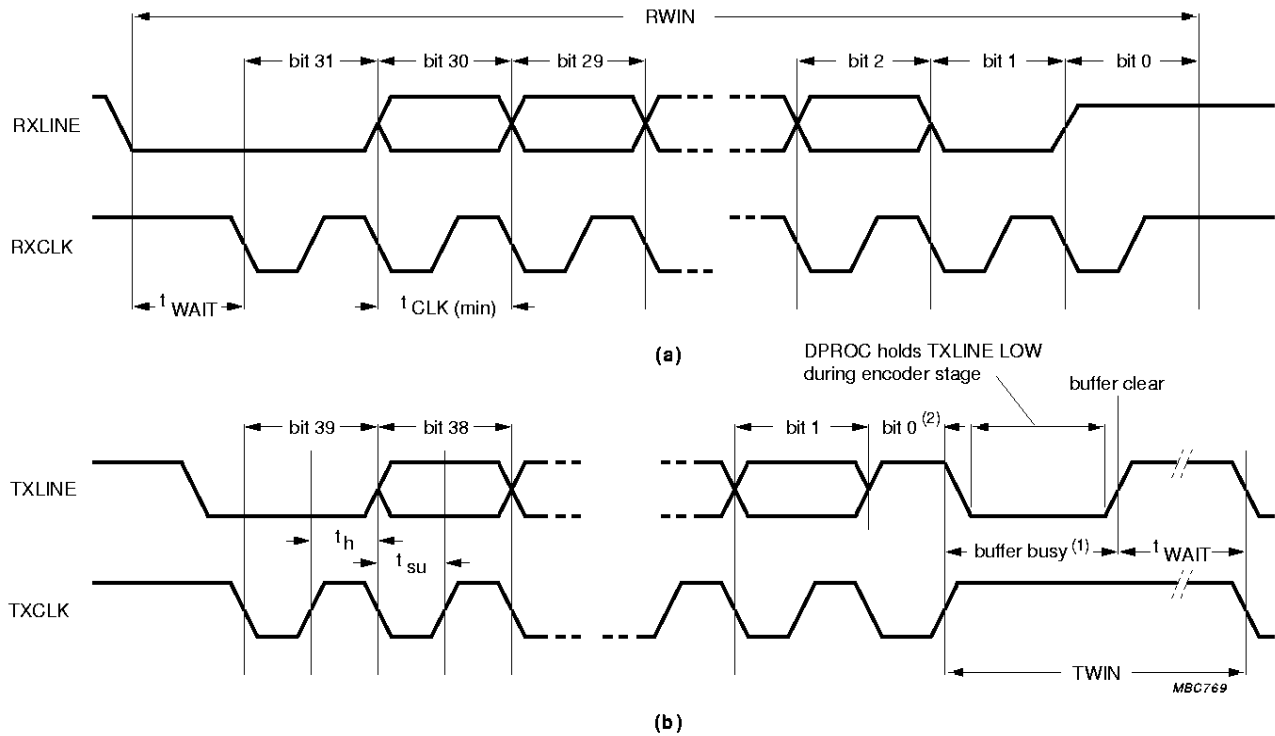 RWIN
bit 31
bit 30
bit 29
bit 2
bit 1
bit 0
RXLINE
RXCLK
t WAIT
t CLK (min)
(a)
DPROC holds TXLINE LOW
during encoder stage
buffer clear
bit 39
bit 38
bit 1
bit 0 (2)
TXLINE
t h
t su
buffer busy (1)
t WAIT
TXCLK
TWIN
MBC769
(b)